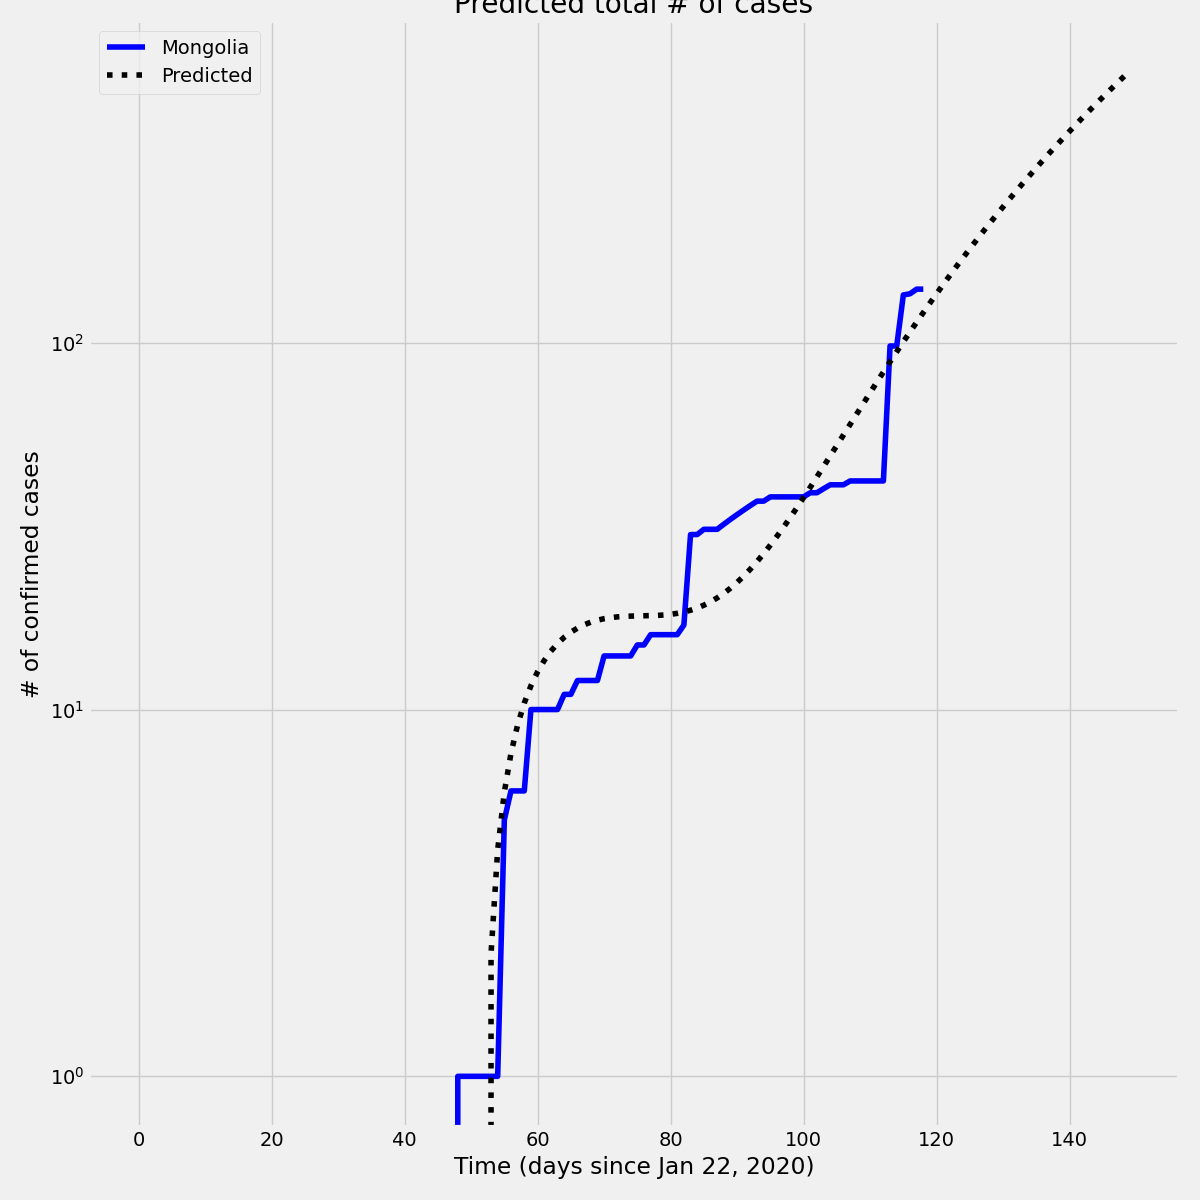 Predicted total # of cases
Mongolia
Predicted
10²
10¹
10⁰
# of confirmed cases
0 20 40 60 80 100 120 140
Time (days since Jan 22, 2020)